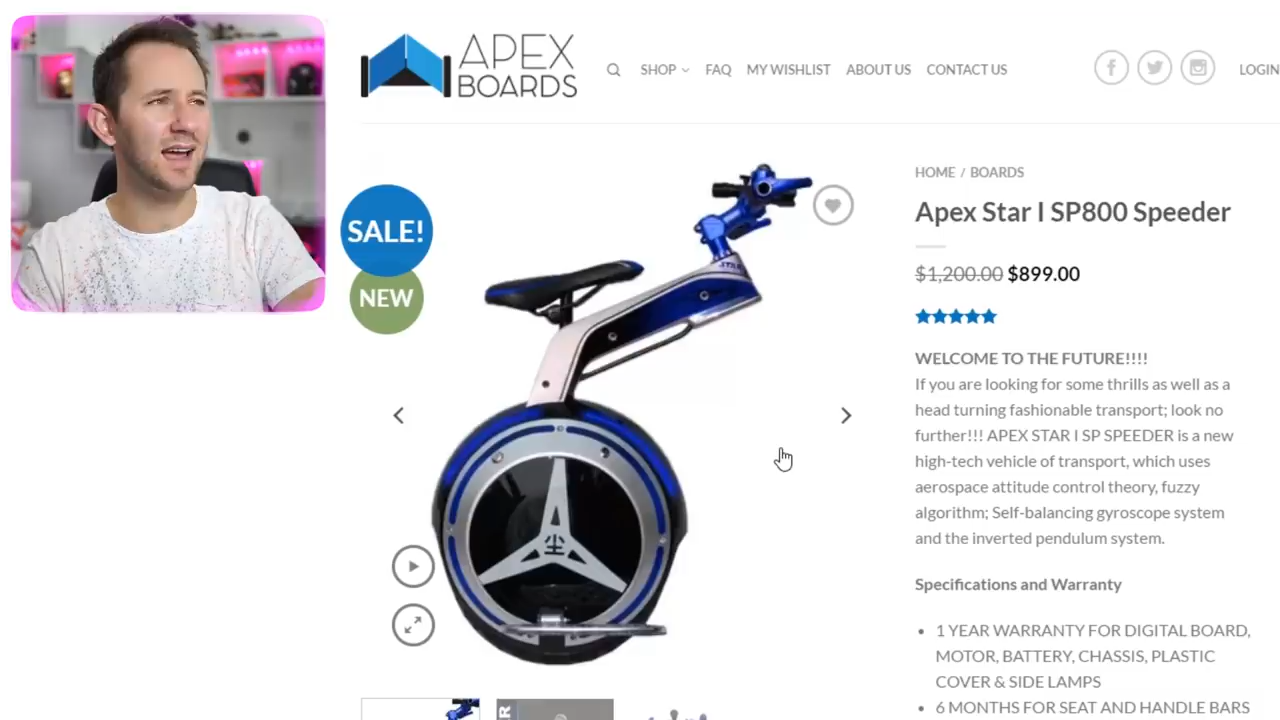 APEX
BOARDS
SHOP
FAQ
MY WISHLIST
ABOUT US
CONTACT US
LOGIN
SALE!
NEW
STAR
尘
HOME / BOARDS
Apex Star I SP800 Speeder
$1,200.00 $899.00
WELCOME TO THE FUTURE!!!!
If you are looking for some thrills as well as a
head turning fashionable transport; look no
further!!! APEX STAR I SP SPEEDER is a new
high-tech vehicle of transport, which uses
aerospace attitude control theory, fuzzy
algorithm; Self-balancing gyroscope system
and the inverted pendulum system.
Specifications and Warranty
• 1 YEAR WARRANTY FOR DIGITAL BOARD,
MOTOR, BATTERY, CHASSIS, PLASTIC
COVER & SIDE LAMPS
• 6 MONTHS FOR SEAT AND HANDLE BARS